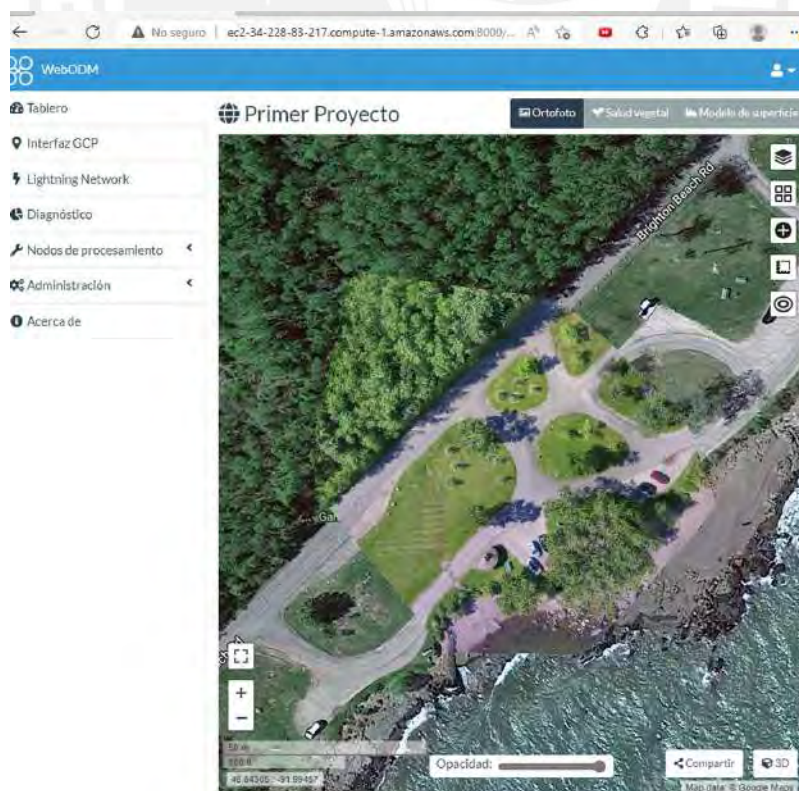 No seguro
ec2-34-228-83-217.compute-1.amazonaws.com:8000/...
WebODM
Tablero
Interfaz GCP
Lightning Network
Diagnóstico
Nodos de procesamiento
Administración
Acerca de
Primer Proyecto
Ortofoto
Salud vegetal
Modelo de superficie
Brighton Beach Rd
50 m
Opacidad:
Compartir
3D
Map data: © Google Maps